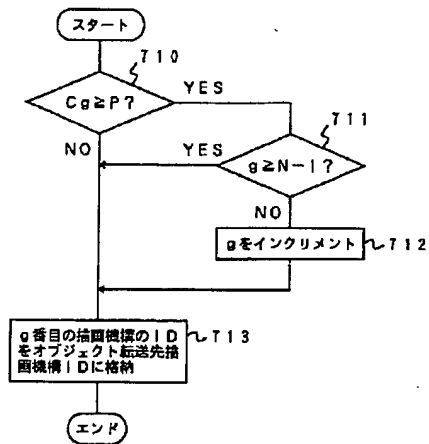 スタート
710
Cg≥P?
YES
NO
711
g≥N-1?
YES
NO
gをインクリメント
712
g番目の描画機構のID
をオブジェクト転送先描
画機構IDに格納
713
エンド